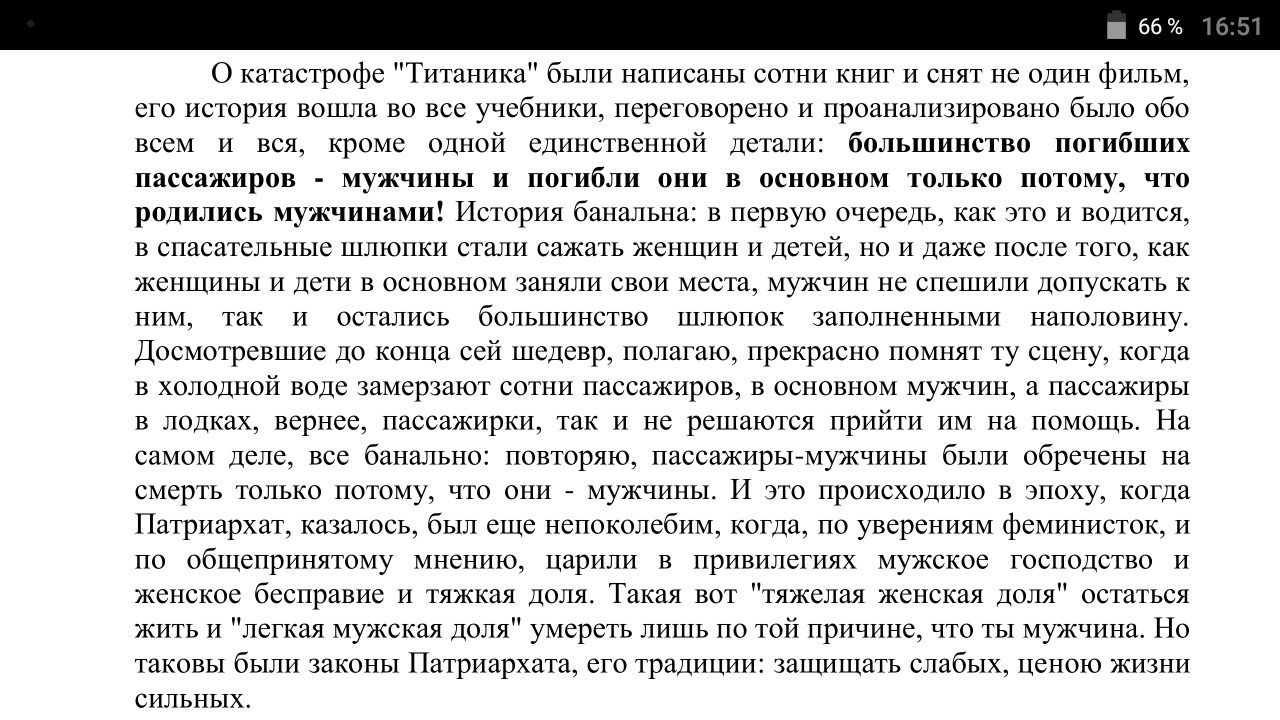 66 % 16:51
О катастрофе "Титаника" были написаны сотни книг и снят не один фильм,
его история вошла во все учебники, переговорено и проанализировано было обо
всем и вся, кроме одной единственной детали: большинство погибших
пассажиров - мужчины и погибли они в основном только потому, что
родились мужчинами! История банальна: в первую очередь, как это и водится,
в спасательные шлюпки стали сажать женщин и детей, но и даже после того, как
женщины и дети в основном заняли свои места, мужчин не спешили допускать к
ним, так и остались большинство шлюпок заполненными наполовину.
Досмотревшие до конца сей шедевр, полагаю, прекрасно помнят ту сцену, когда
в холодной воде замерзают сотни пассажиров, в основном мужчин, а пассажиры
в лодках, вернее, пассажирки, так и не решаются прийти им на помощь. На
самом деле, все банально: повторяю, пассажиры-мужчины были обречены на
смерть только потому, что они - мужчины. И это происходило в эпоху, когда
Патриархат, казалось, был еще непоколебим, когда, по уверениям феминисток, и
по общепринятому мнению, царили в привилегиях мужское господство и
женское бесправие и тяжкая доля. Такая вот "тяжелая женская доля" остаться
жить и "легкая мужская доля" умереть лишь по той причине, что ты мужчина. Но
таковы были законы Патриархата, его традиции: защищать слабых, ценою жизни
сильных.